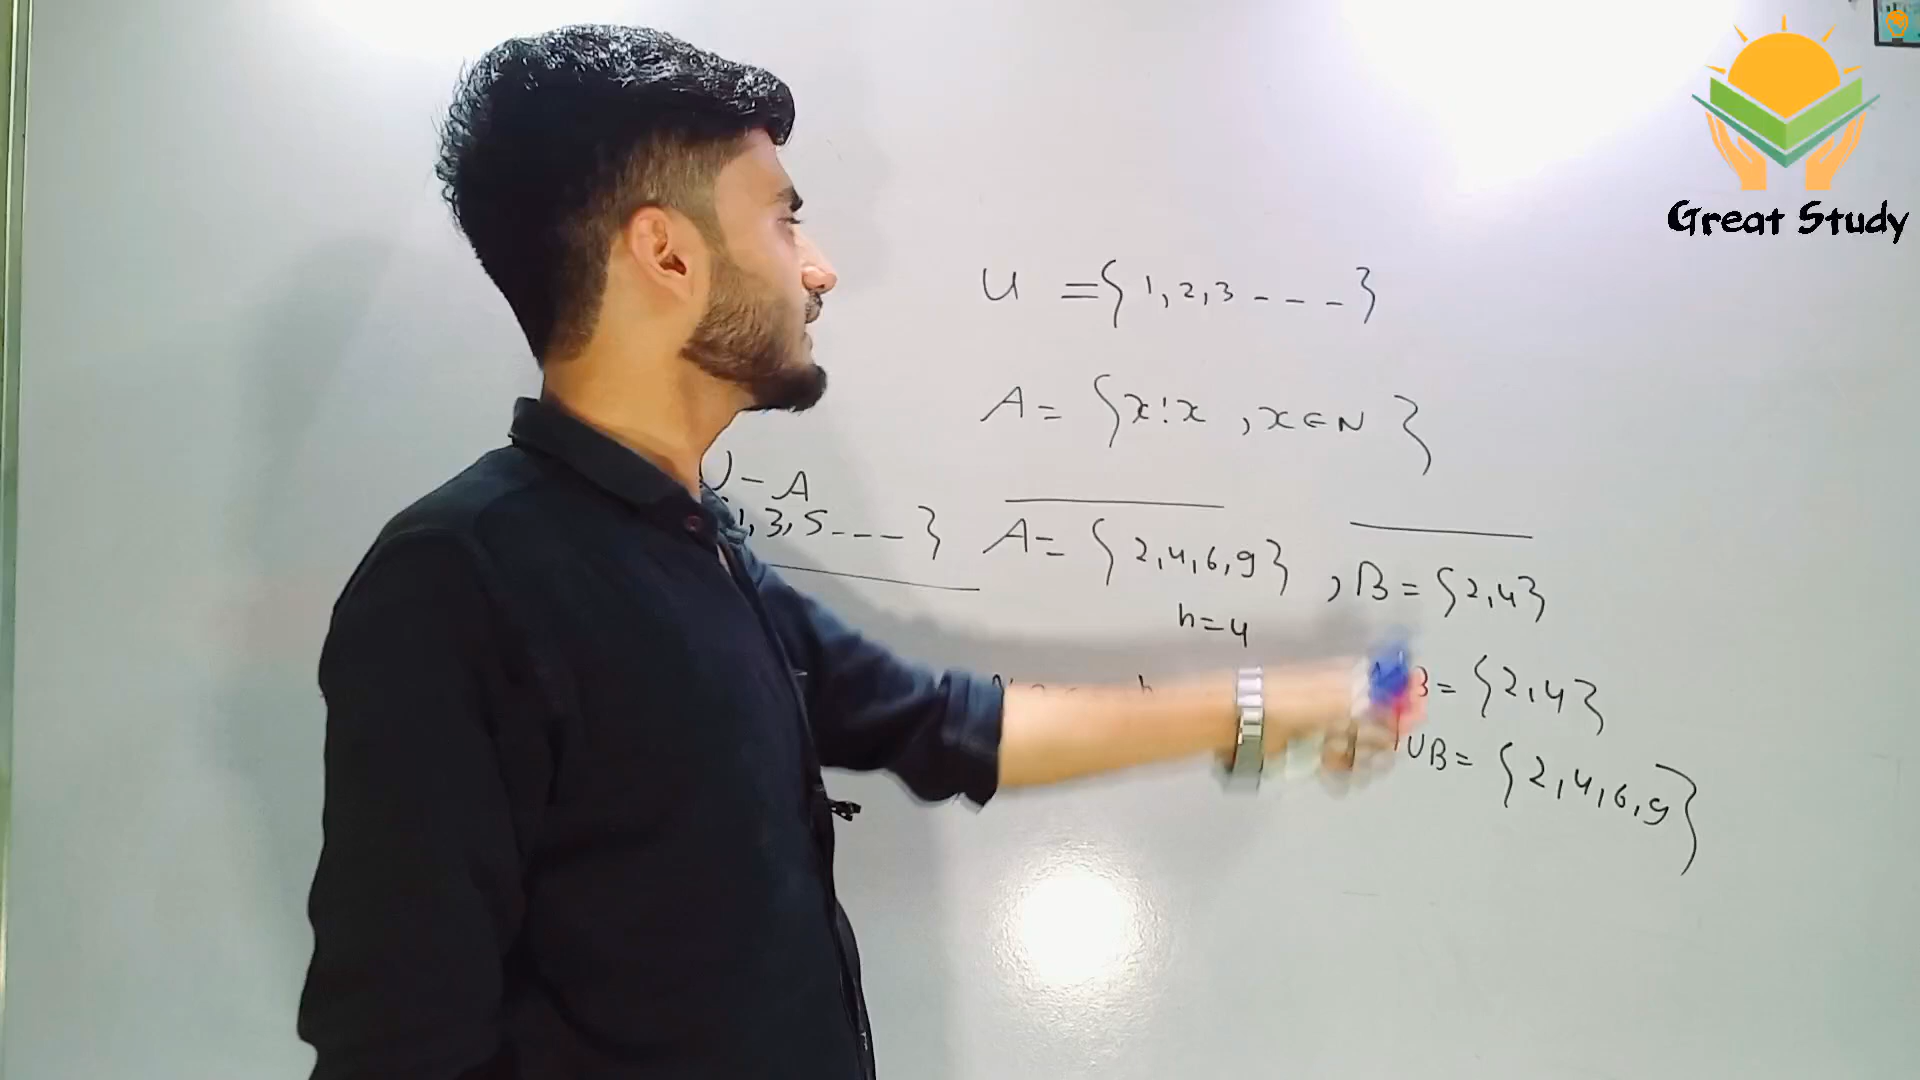 Great Study
U = {1, 2, 3 - - - -}
A = {x!x , x ∈ N }
U - A
1, 3, 5 - - - - }
A = {2, 4, 6, 9} , B = {2, 4}
n = 4
B = {2, 4}
UB = {2, 4, 6, 9}